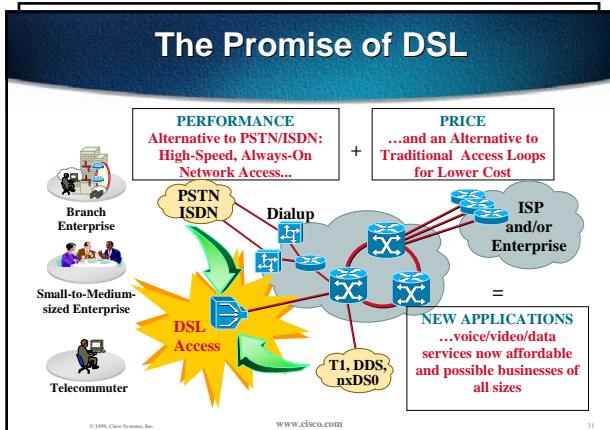 The Promise of DSL
PERFORMANCE
Alternative to PSTN/ISDN:
High-Speed, Always-On
Network Access...
+
PRICE
…and an Alternative to
Traditional Access Loops
for Lower Cost
Branch
Enterprise
PSTN
ISDN
Dialup
ISP
and/or
Enterprise
Small-to-Medium-
sized Enterprise
DSL
Access
=
NEW APPLICATIONS
…voice/video/data
services now affordable
and possible businesses of
all sizes
Telecommuter
T1, DDS,
nxDS0
© 1999, Cisco Systems, Inc.
www.cisco.com
31